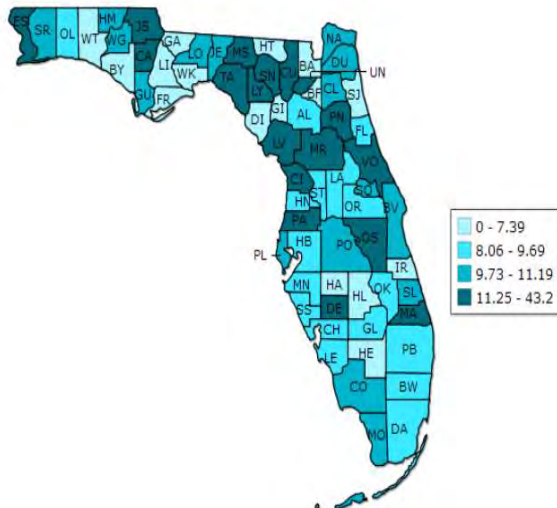 NA
ES SR OL WT HM JS GA HT
WG LO JE MS BA DU
CA LI TA SN CU UN
BY WK LY BF CL SJ
GU FR GI
DI AL PN FL
LV MR
VO
CI LA
ST SO
HN OR BV
PA
HB PO OS
PL
IR
MN HA HL OK SL
SS DE MA
CH GL
LE HE PB
CO BW
MO DA
0 - 7.39
8.06 - 9.69
9.73 - 11.19
11.25 - 43.2